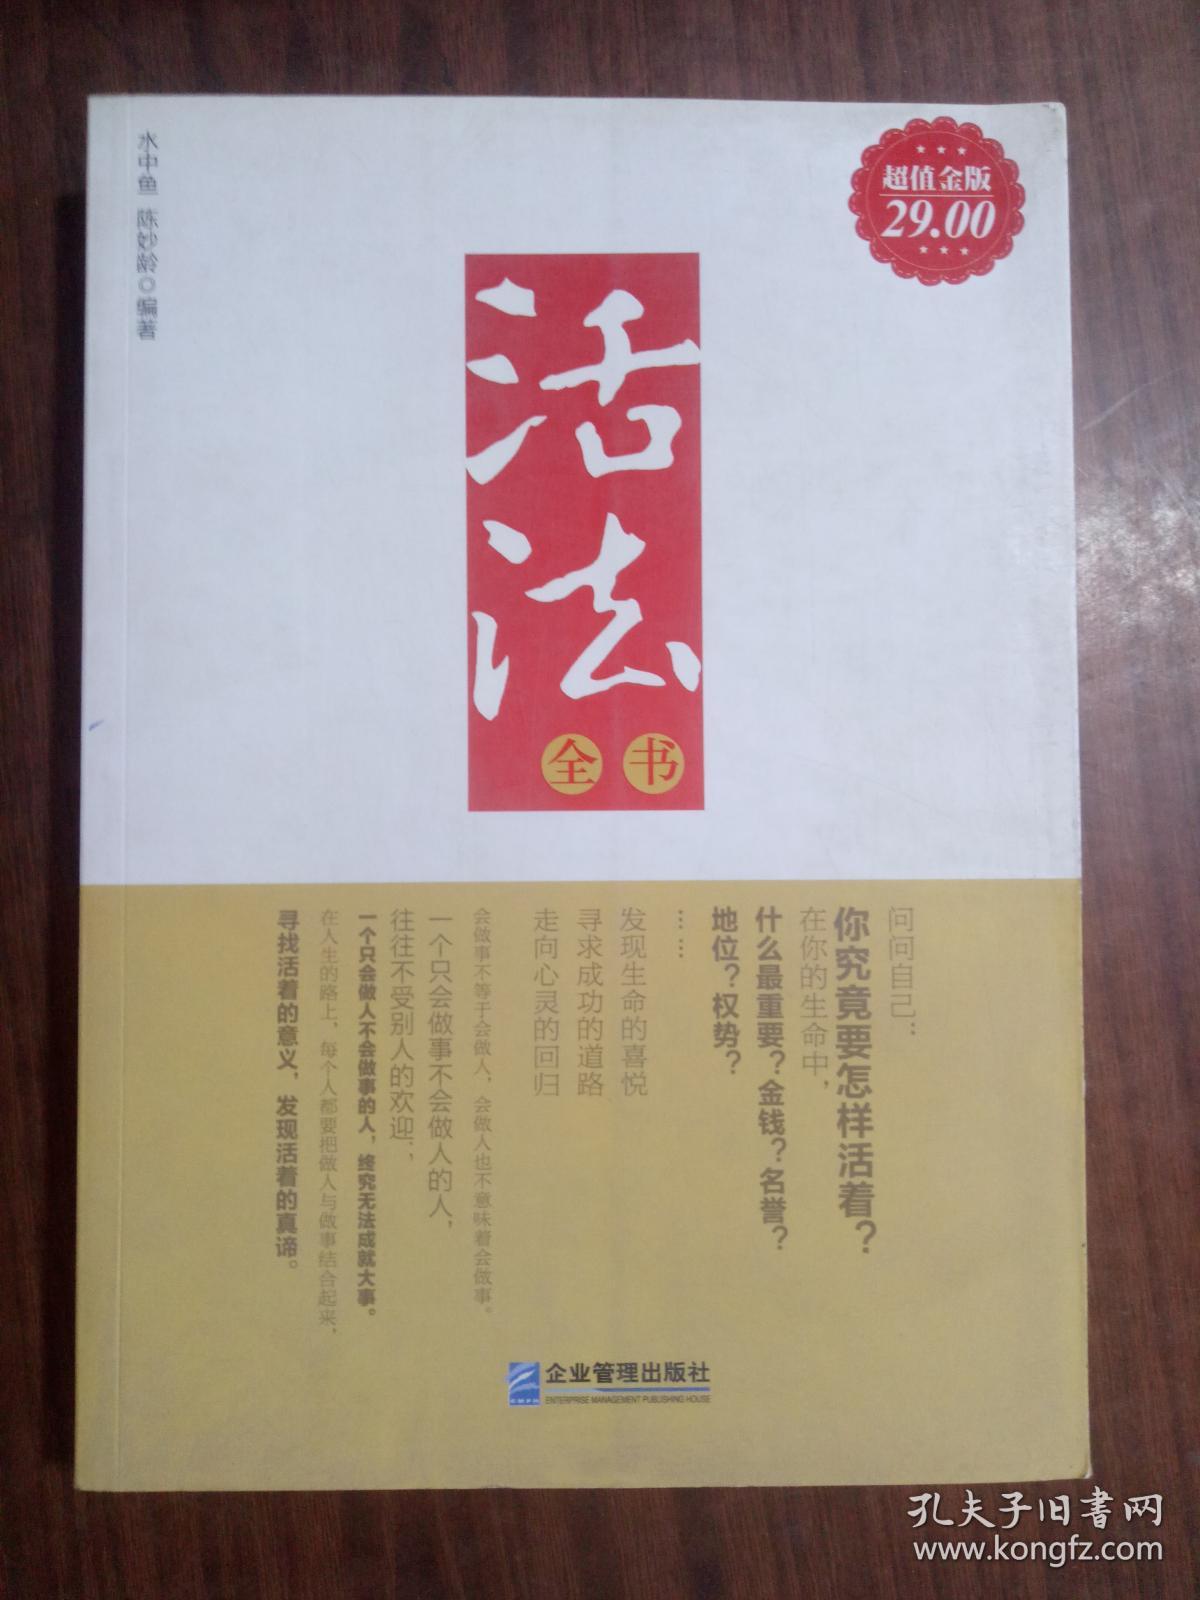 水中鱼 陈妙龄◎编著
超值金版
29.00
活法
全书
问问自己：
你究竟要怎样活着？
在你的生命中，
什么最重要？金钱？名誉？
地位？权势？
……
发现生命的喜悦
寻求成功的道路
走向心灵的回归
会做事不等于会做人，会做人也不意味着会做事。
一个只会做事不会做人的人，
往往不受别人的欢迎；
一个只会做人不会做事的人，终究无法成就大事。
在人生的路上，每个人都要把做人与做事结合起来，
寻找活着的意义，发现活着的真谛。
EMPH
企业管理出版社
ENTERPRISE MANAGEMENT PUBLISHING HOUSE
孔夫子旧书网
www.kongfz.com